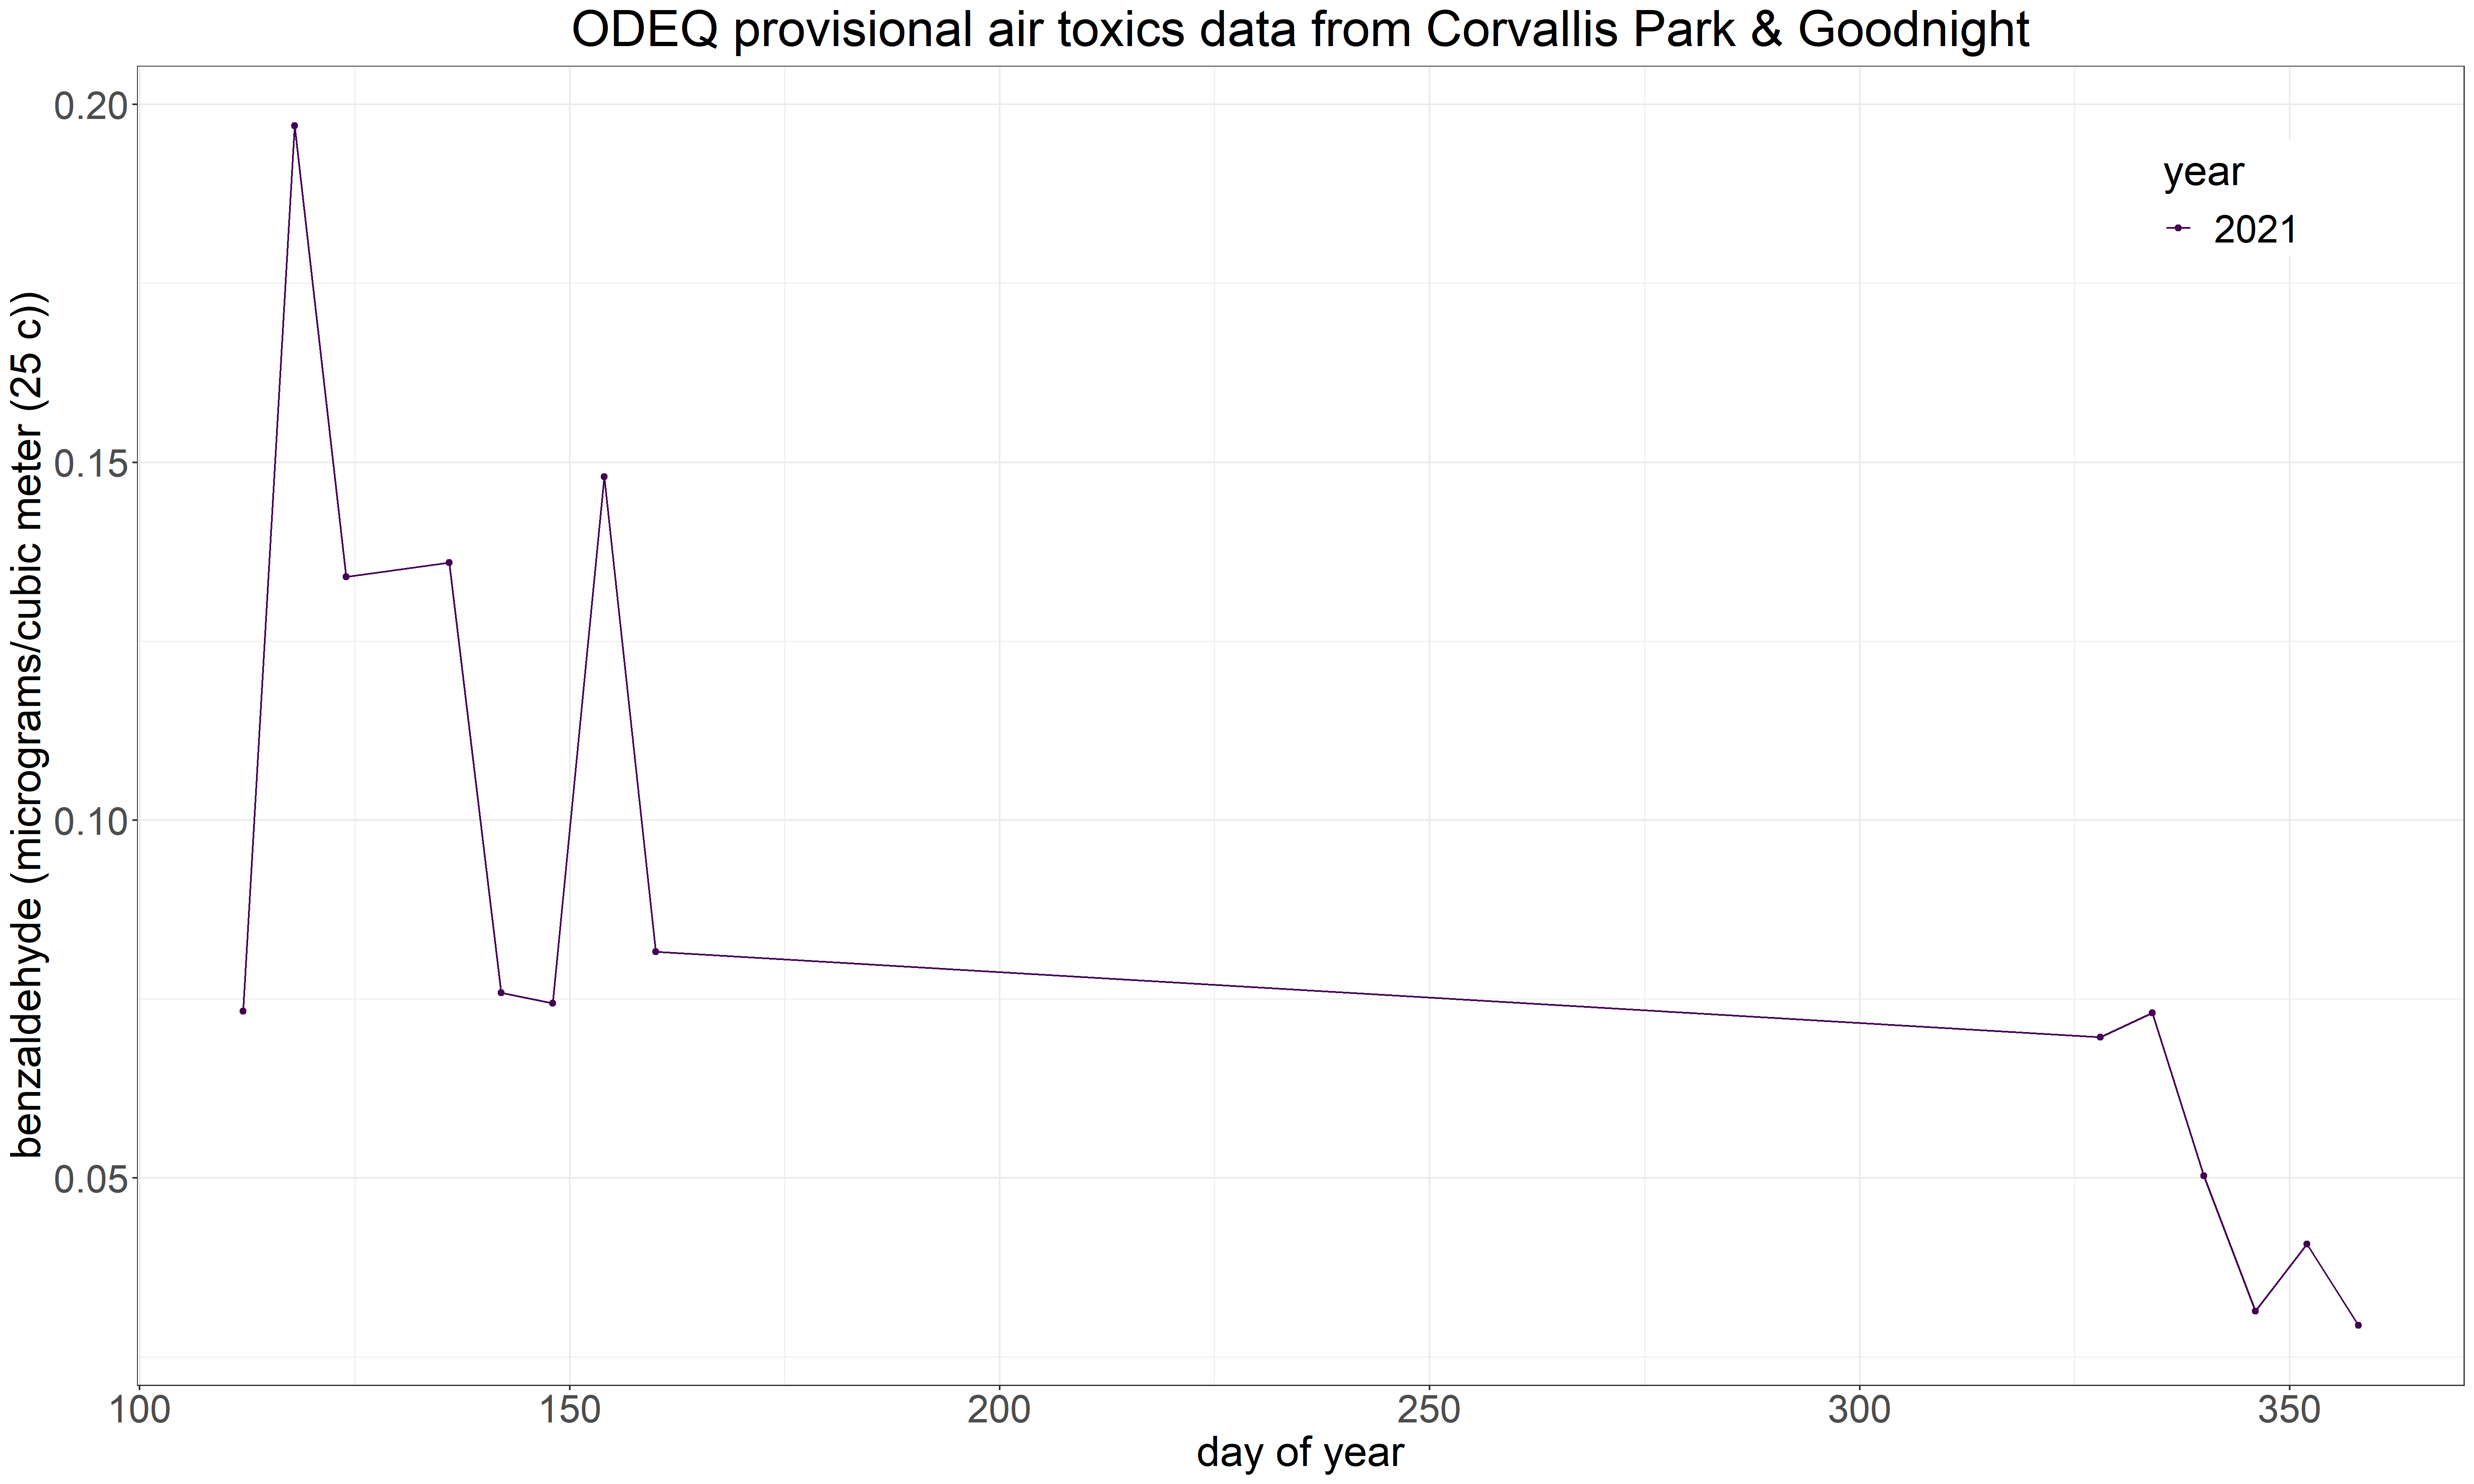 ODEQ provisional air toxics data from Corvallis Park & Goodnight
benzaldehyde (micrograms/cubic meter (25 c))
0.20
0.15
0.10
0.05
year
2021
100 150 200 250 300 350
day of year